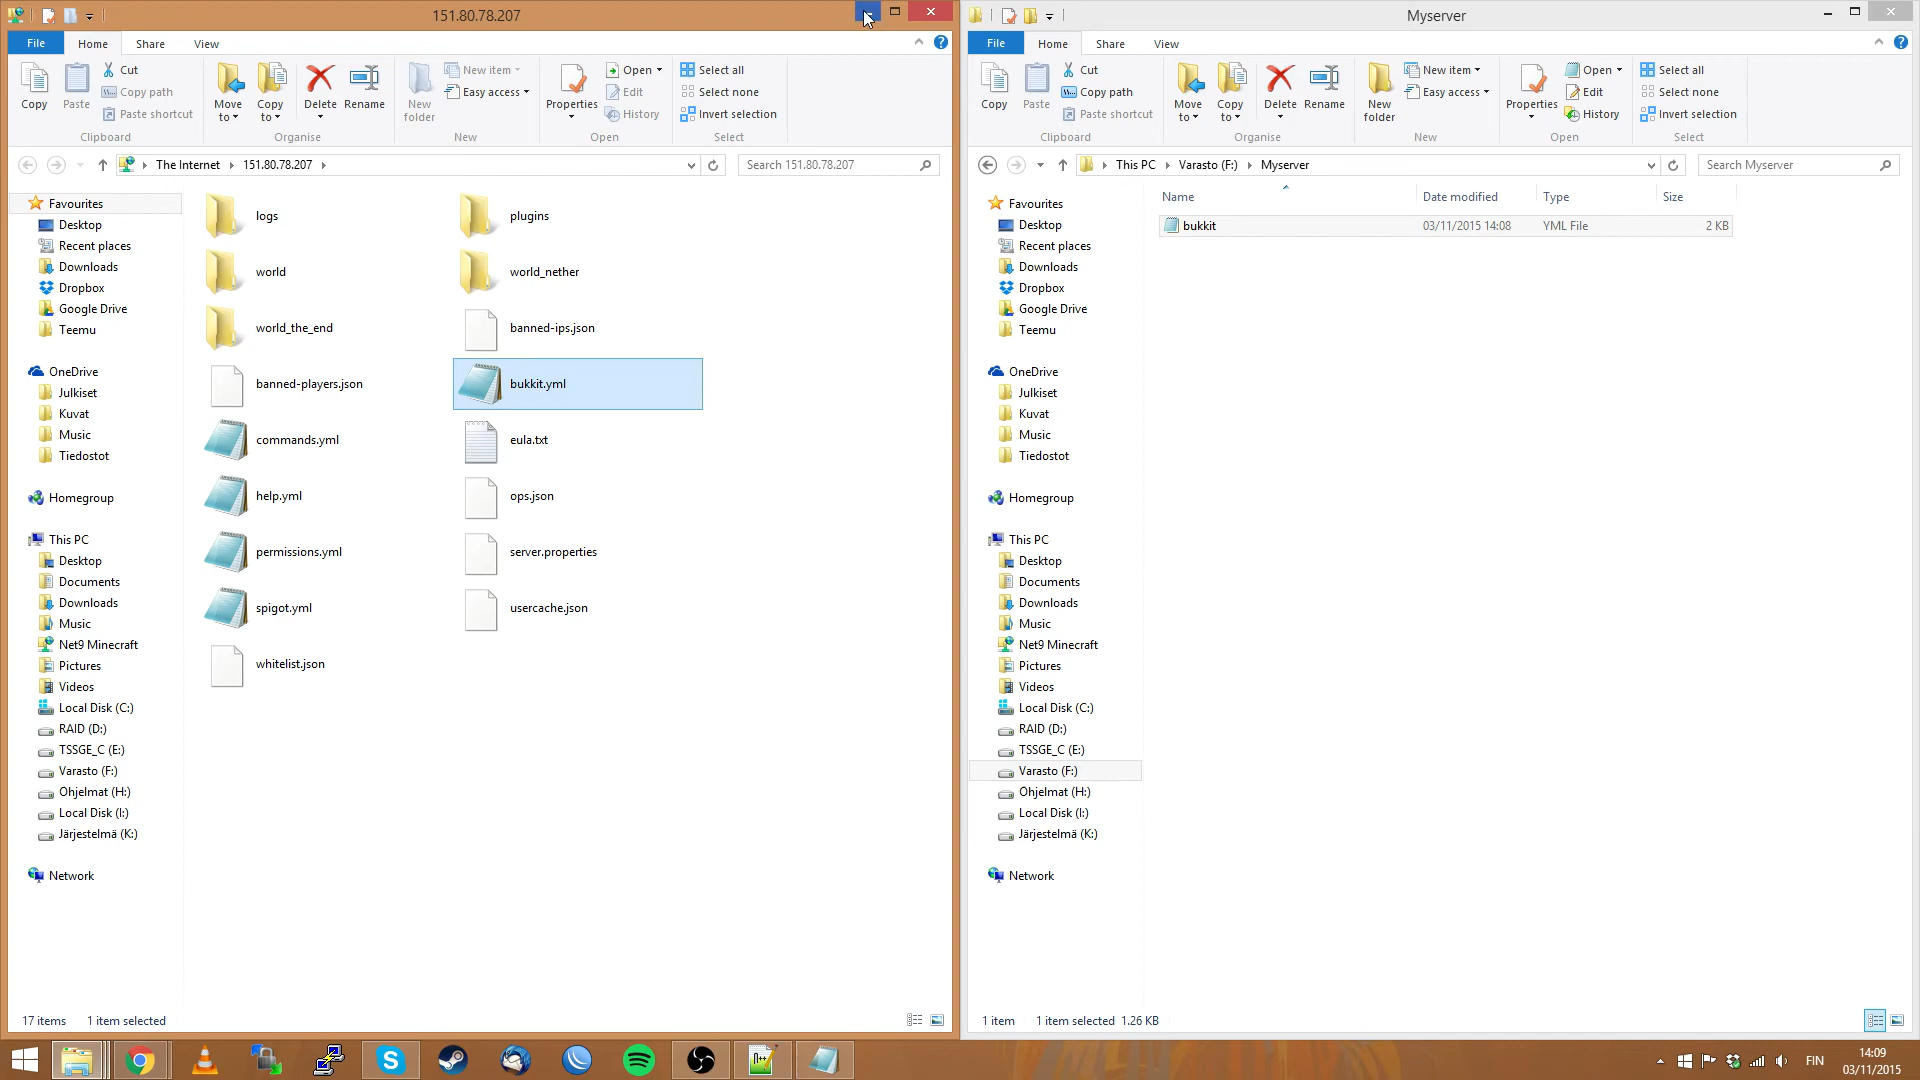 151.80.78.207
File Home Share View
Copy
Paste
Cut
Copy path
Paste shortcut
Clipboard
Move to
Copy to
Delete
Rename
Organise
New folder
New item
Easy access
New
Properties
Open
Edit
History
Open
Select all
Select none
Invert selection
Select
The Internet 151.80.78.207
Search 151.80.78.207
Favourites
Desktop
Recent places
Downloads
Dropbox
Google Drive
Teemu
OneDrive
Julkiset
Kuvat
Music
Tiedostot
Homegroup
This PC
Desktop
Documents
Downloads
Music
Net9 Minecraft
Pictures
Videos
Local Disk (C:)
RAID (D:)
TSSGE_C (E:)
Varasto (F:)
Ohjelmat (H:)
Local Disk (I:)
Järjestelmä (K:)
Network
logs
plugins
world
world_nether
world_the_end
banned-ips.json
banned-players.json
bukkit.yml
commands.yml
eula.txt
help.yml
ops.json
permissions.yml
server.properties
spigot.yml
usercache.json
whitelist.json
17 items 1 item selected
Myserver
File Home Share View
Copy
Paste
Cut
Copy path
Paste shortcut
Clipboard
Move to
Copy to
Delete
Rename
Organise
New folder
New item
Easy access
New
Properties
Open
Edit
History
Open
Select all
Select none
Invert selection
Select
This PC Varasto (F:) Myserver
Search Myserver
Favourites
Desktop
Recent places
Downloads
Dropbox
Google Drive
Teemu
OneDrive
Julkiset
Kuvat
Music
Tiedostot
Homegroup
This PC
Desktop
Documents
Downloads
Music
Net9 Minecraft
Pictures
Videos
Local Disk (C:)
RAID (D:)
TSSGE_C (E:)
Varasto (F:)
Ohjelmat (H:)
Local Disk (I:)
Järjestelmä (K:)
Network
Name Date modified Type Size
bukkit 03/11/2015 14:08 YML File 2 KB
1 item 1 item selected 1.26 KB
FIN
14:09
03/11/2015